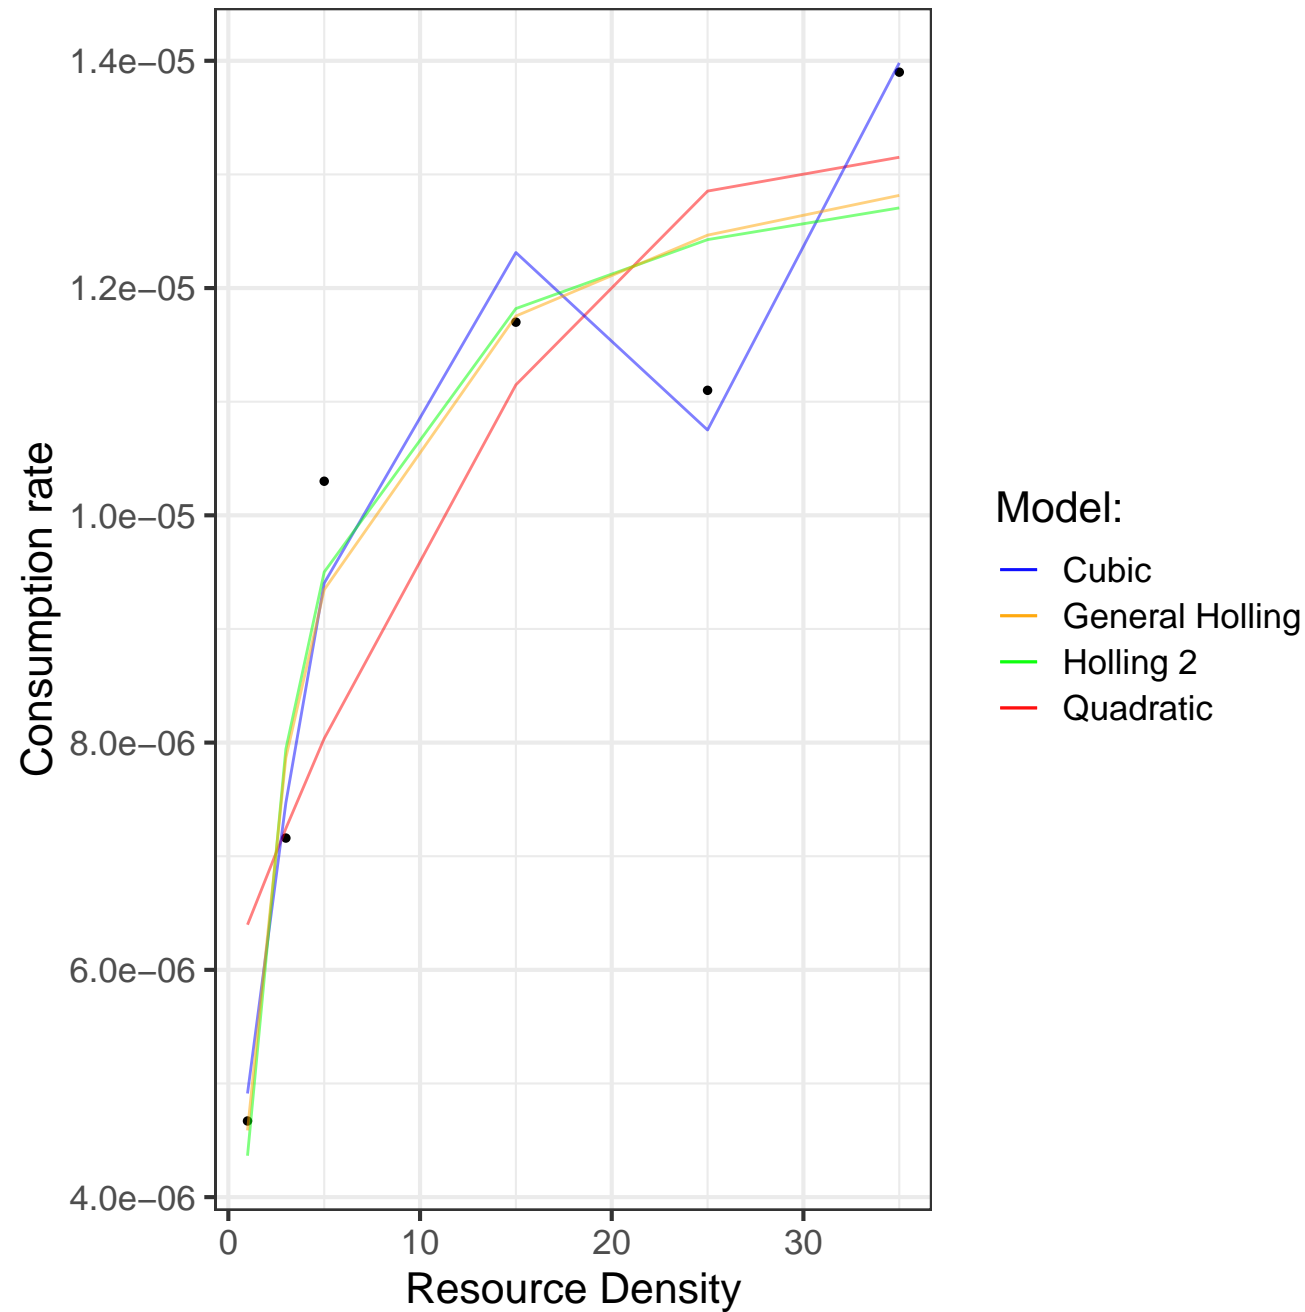 1.4e−05
1.2e−05
1.0e−05
8.0e−06
6.0e−06
4.0e−06
Consumption rate
0 10 20 30
Resource Density
Model:
Cubic
General Holling
Holling 2
Quadratic